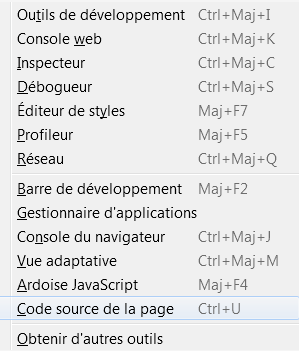 Outils de développement Ctrl+Maj+I
Console web Ctrl+Maj+K
Inspecteur Ctrl+Maj+C
Débogueur Ctrl+Maj+S
Éditeur de styles Maj+F7
Profileur Maj+F5
Réseau Ctrl+Maj+Q
Barre de développement Maj+F2
Gestionnaire d'applications
Console du navigateur Ctrl+Maj+J
Vue adaptative Ctrl+Maj+M
Ardoise JavaScript Maj+F4
Code source de la page Ctrl+U
Obtenir d'autres outils